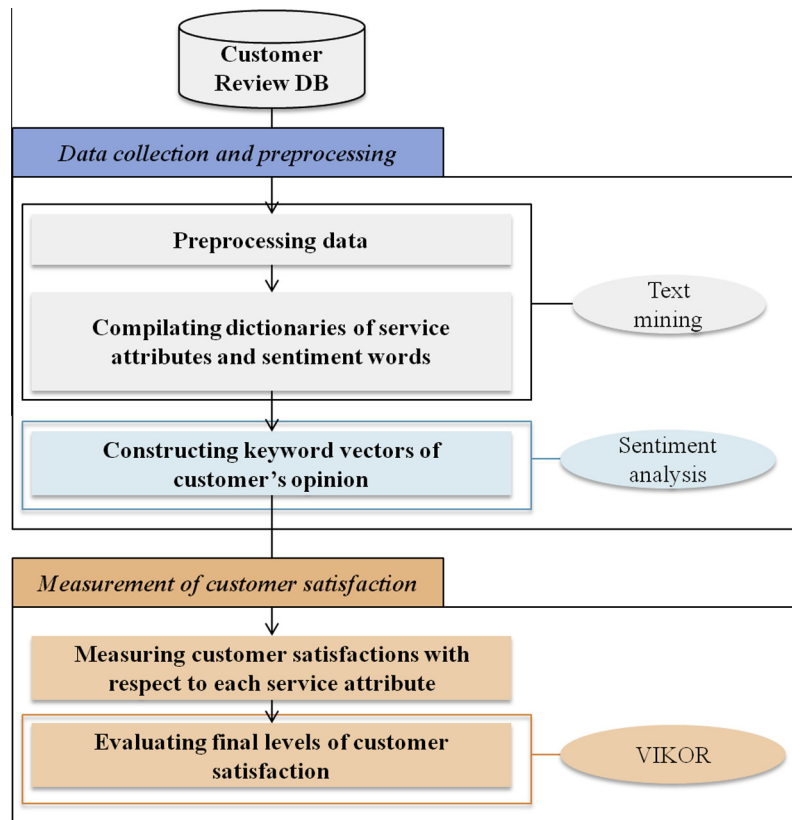 Customer
Review DB
Data collection and preprocessing
Preprocessing data
Compilating dictionaries of service
attributes and sentiment words
Text
mining
Constructing keyword vectors of
customer's opinion
Sentiment
analysis
Measurement of customer satisfaction
Measuring customer satisfactions with
respect to each service attribute
Evaluating final levels of customer
satisfaction
VIKOR